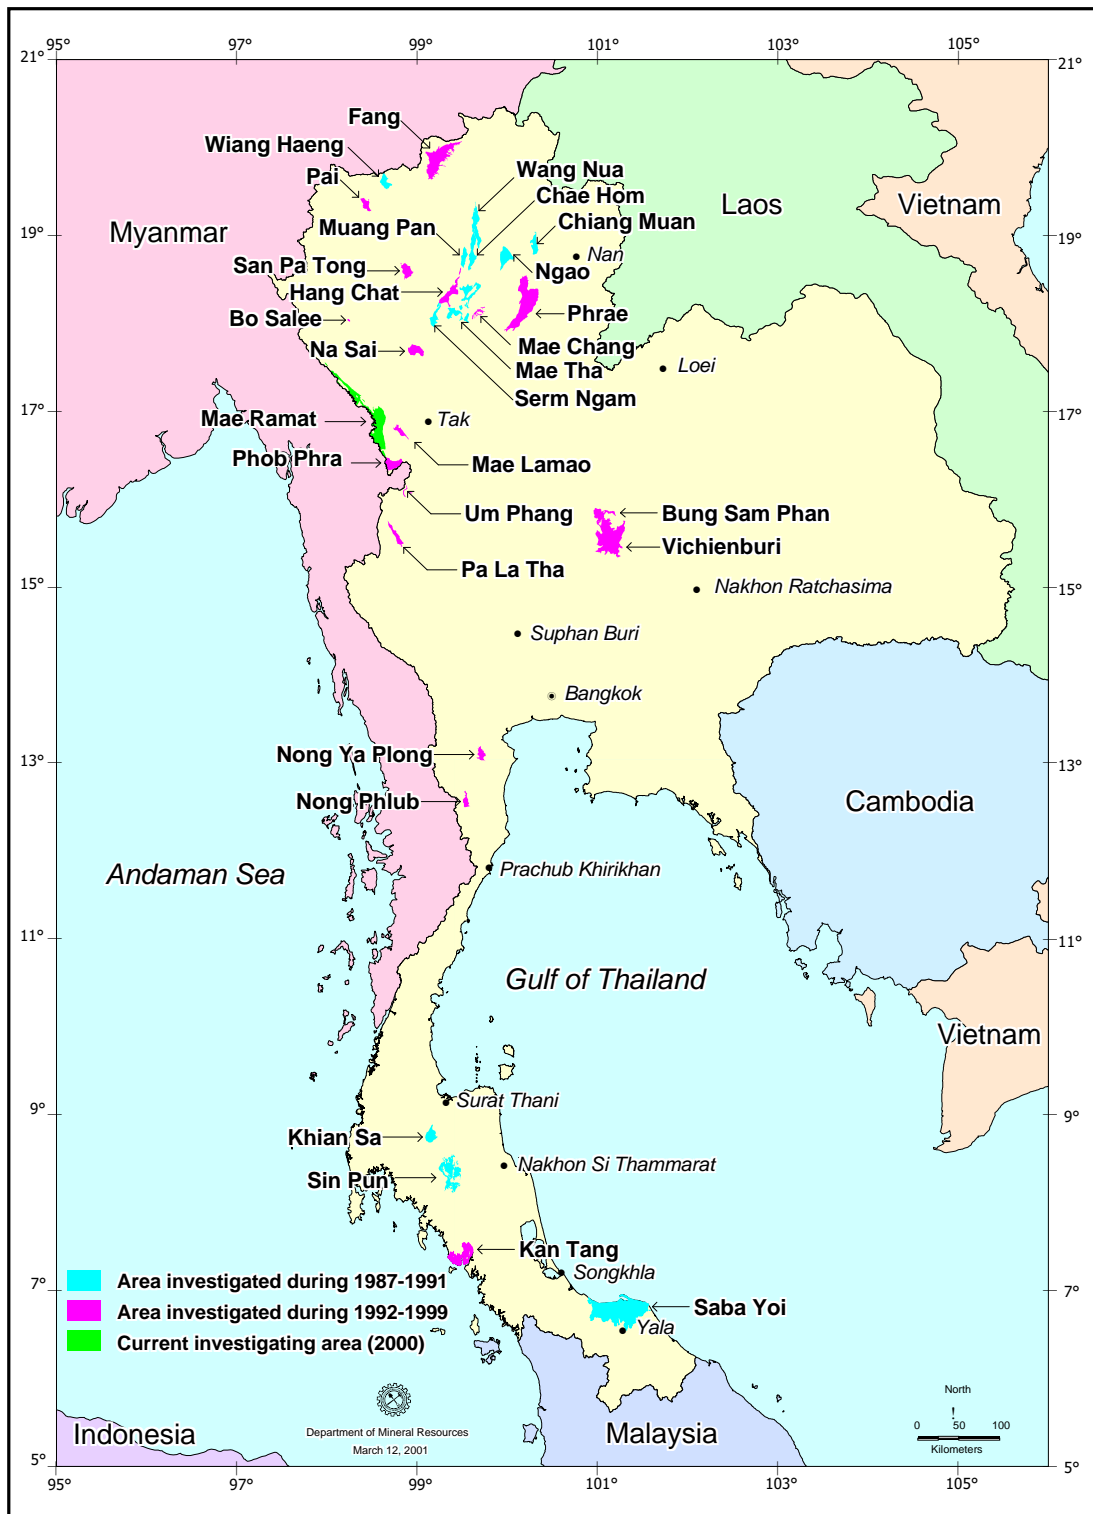 95°
97°
99°
101°
103°
105°
21°
21°
Fang
Wiang Haeng
Pai
Wang Nua
Chae Hom
Chiang Muan
Laos
Vietnam
19°
19°
Myanmar
Muang Pan
Nan
San Pa Tong
Ngao
Hang Chat
Bo Salee
Phrae
Na Sai
Mae Chang
Mae Tha
Loei
Serm Ngam
17°
17°
Mae Ramat
Tak
Phob Phra
Mae Lamao
Um Phang
Bung Sam Phan
Vichienburi
Pa La Tha
15°
15°
Nakhon Ratchasima
Suphan Buri
Bangkok
Nong Ya Plong
13°
13°
Nong Phlub
Cambodia
Andaman Sea
Prachub Khirikhan
11°
11°
Gulf of Thailand
Vietnam
Surat Thani
9°
9°
Khian Sa
Nakhon Si Thammarat
Sin Pun
Kan Tang
Songkhla
Area investigated during 1987-1991
7°
7°
Area investigated during 1992-1999
Saba Yoi
Yala
Current investigating area (2000)
North
Department of Mineral Resources
March 12, 2001
0 50 100
Kilometers
Indonesia
Malaysia
5°
5°
95°
97°
99°
101°
103°
105°